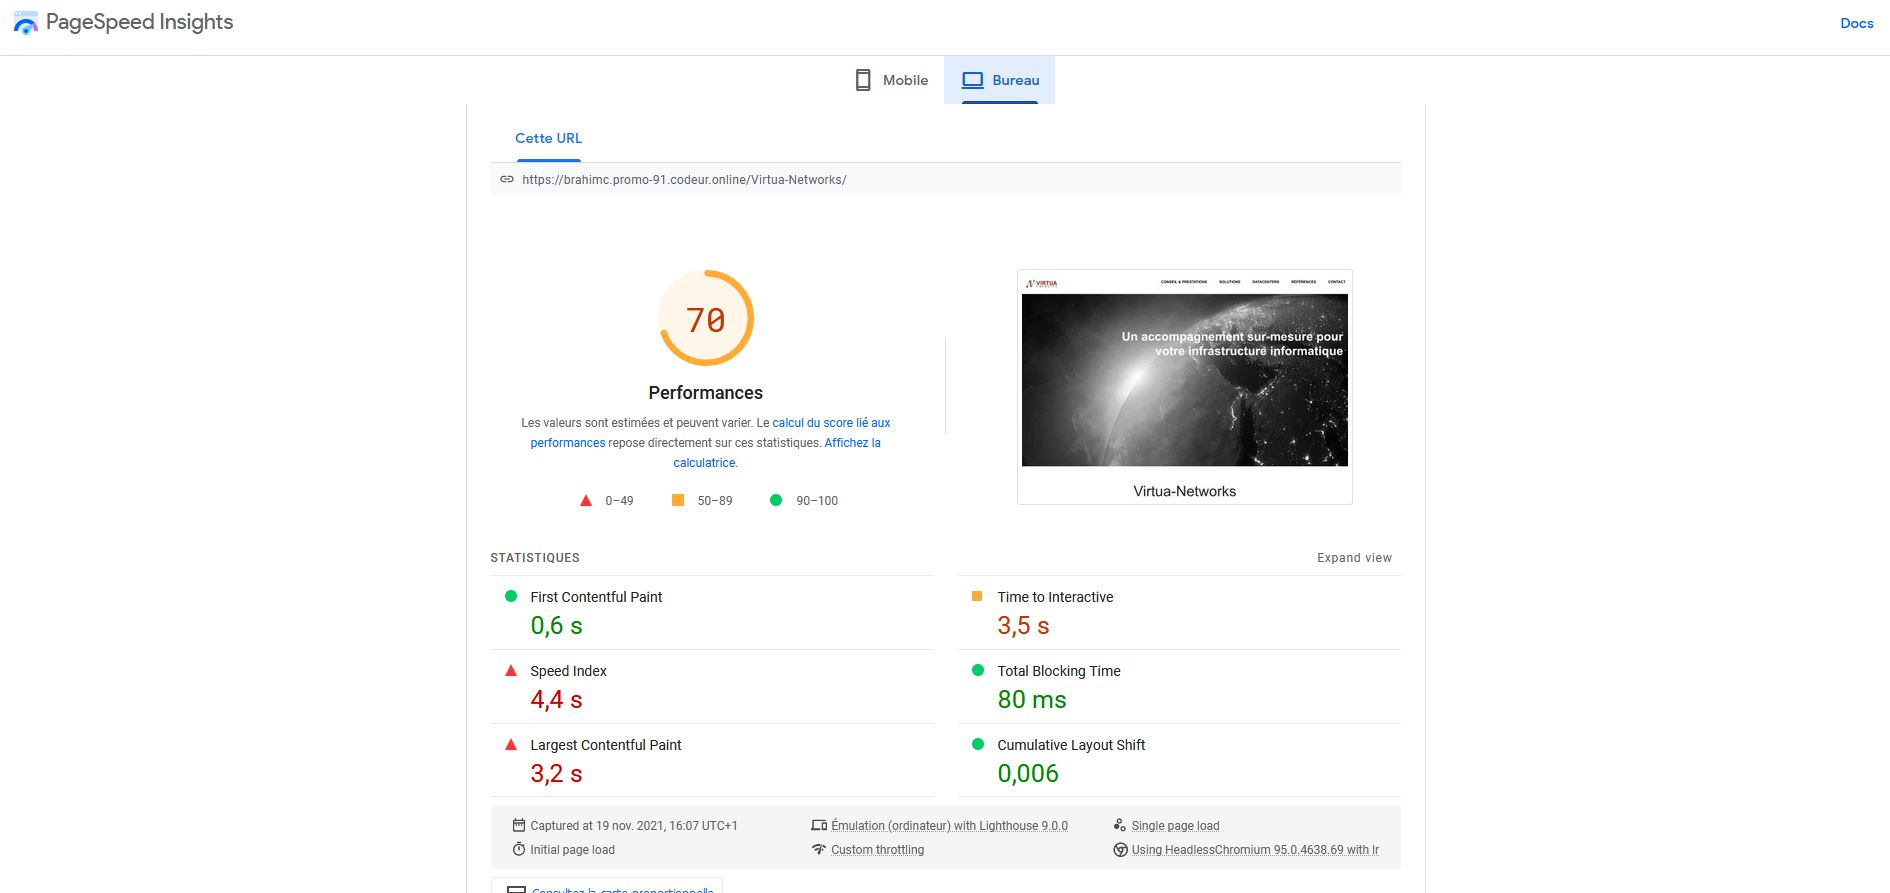 PageSpeed Insights
Docs
Mobile
Bureau
Cette URL
https://brahimc.promo-91.codeur.online/Virtua-Networks/
70
Performances
Les valeurs sont estimées et peuvent varier. Le calcul du score lié aux
performances repose directement sur ces statistiques. Affichez la
calculatrice.
0–49
50–89
90–100
VIRTUA
CONSEIL & PRESTATIONS
SOLUTIONS
DATACENTERS
RÉFÉRENCES
CONTACT
Un accompagnement sur-mesure pour
votre infrastructure informatique
Virtua-Networks
STATISTIQUES
Expand view
First Contentful Paint
0,6 s
Time to Interactive
3,5 s
Speed Index
4,4 s
Total Blocking Time
80 ms
Largest Contentful Paint
3,2 s
Cumulative Layout Shift
0,006
Captured at 19 nov. 2021, 16:07 UTC+1
Émulation (ordinateur) with Lighthouse 9.0.0
Single page load
Initial page load
Custom throttling
Using HeadlessChromium 95.0.4638.69 with lr
Consultez la carte proportionnelle